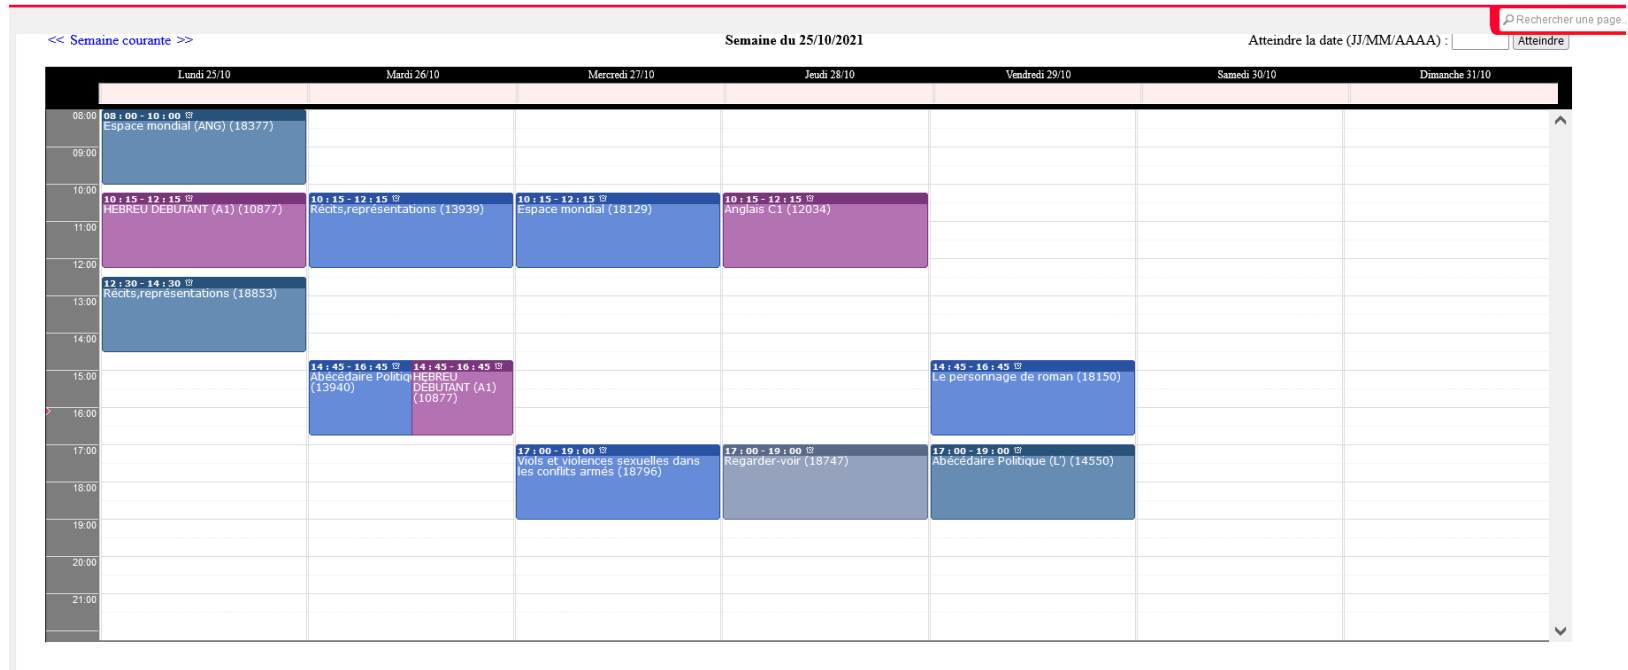 Rechercher une page..
<< Semaine courante >>
Semaine du 25/10/2021
Atteindre la date (JJ/MM/AAAA) :
Atteindre
Lundi 25/10
Mardi 26/10
Mercredi 27/10
Jeudi 28/10
Vendredi 29/10
Samedi 30/10
Dimanche 31/10
08:00
08 : 00 - 10 : 00
Espace mondial (ANG) (18377)
09:00
10:00
10 : 15 - 12 : 15
HEBREU DEBUTANT (A1) (10877)
10 : 15 - 12 : 15
Récits,représentations (13939)
10 : 15 - 12 : 15
Espace mondial (18129)
10 : 15 - 12 : 15
Anglais C1 (12034)
11:00
12:00
12 : 30 - 14 : 30
Récits,représentations (18853)
13:00
14:00
14 : 45 - 16 : 45
Abécédaire Politiq
(13940)
14 : 45 - 16 : 45
HEBREU
DEBUTANT (A1)
(10877)
14 : 45 - 16 : 45
Le personnage de roman (18150)
15:00
16:00
17:00
17 : 00 - 19 : 00
Viols et violences sexuelles dans
les conflits armés (18796)
17 : 00 - 19 : 00
Regarder-voir (18747)
17 : 00 - 19 : 00
Abécédaire Politique (L') (14550)
18:00
19:00
20:00
21:00